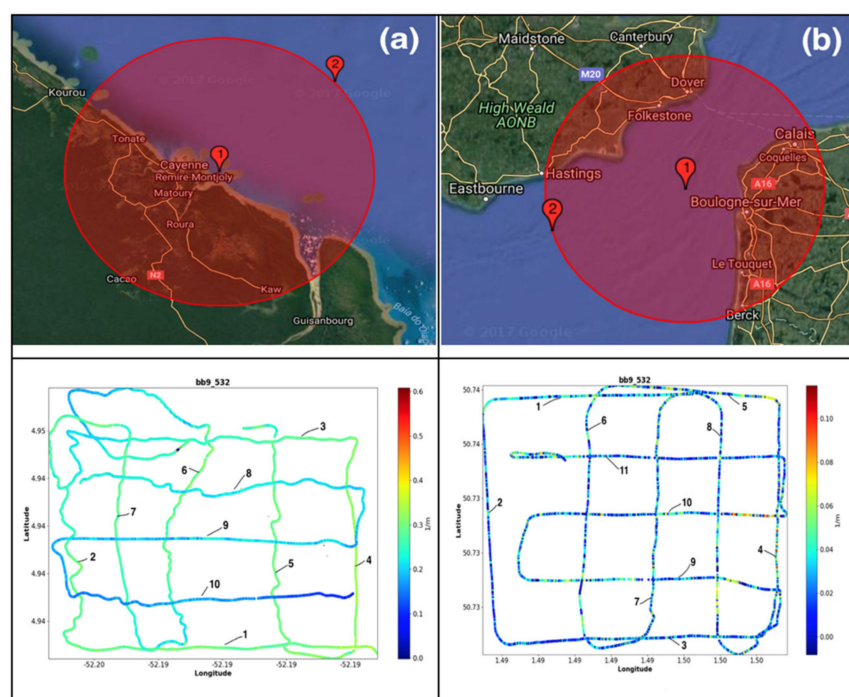 (a)
2
© 2017 Google
Kourou
Tonate
1
Cayenne
Remire-Montjoly
Matoury
Roura
N2
Cacao
Kaw
Guisanbourg
(b)
Maidstone
Canterbury
M20
Dover
High Weald
AONB
Folkestone
Calais
Coquelles
1
A16
Hastings
Eastbourne
2
Boulogne-sur-Mer
Le Touquet
A16
Berck
© 2017 Google
bb9_532
4.95
4.94
4.94
4.94
4.94
Latitude
3
6
8
7
9
2
5
4
10
1
-52.20
-52.19
-52.19
-52.19
-52.19
Longitude
0.6
0.5
0.4
0.3
0.2
0.1
0.0
1/m
bb9_532
50.74
50.74
50.73
50.73
50.73
Latitude
1
5
6
8
11
2
10
4
9
7
3
1.49
1.49
1.49
1.49
1.49
1.50
1.50
1.50
Longitude
0.10
0.08
0.06
0.04
0.02
0.00
1/m